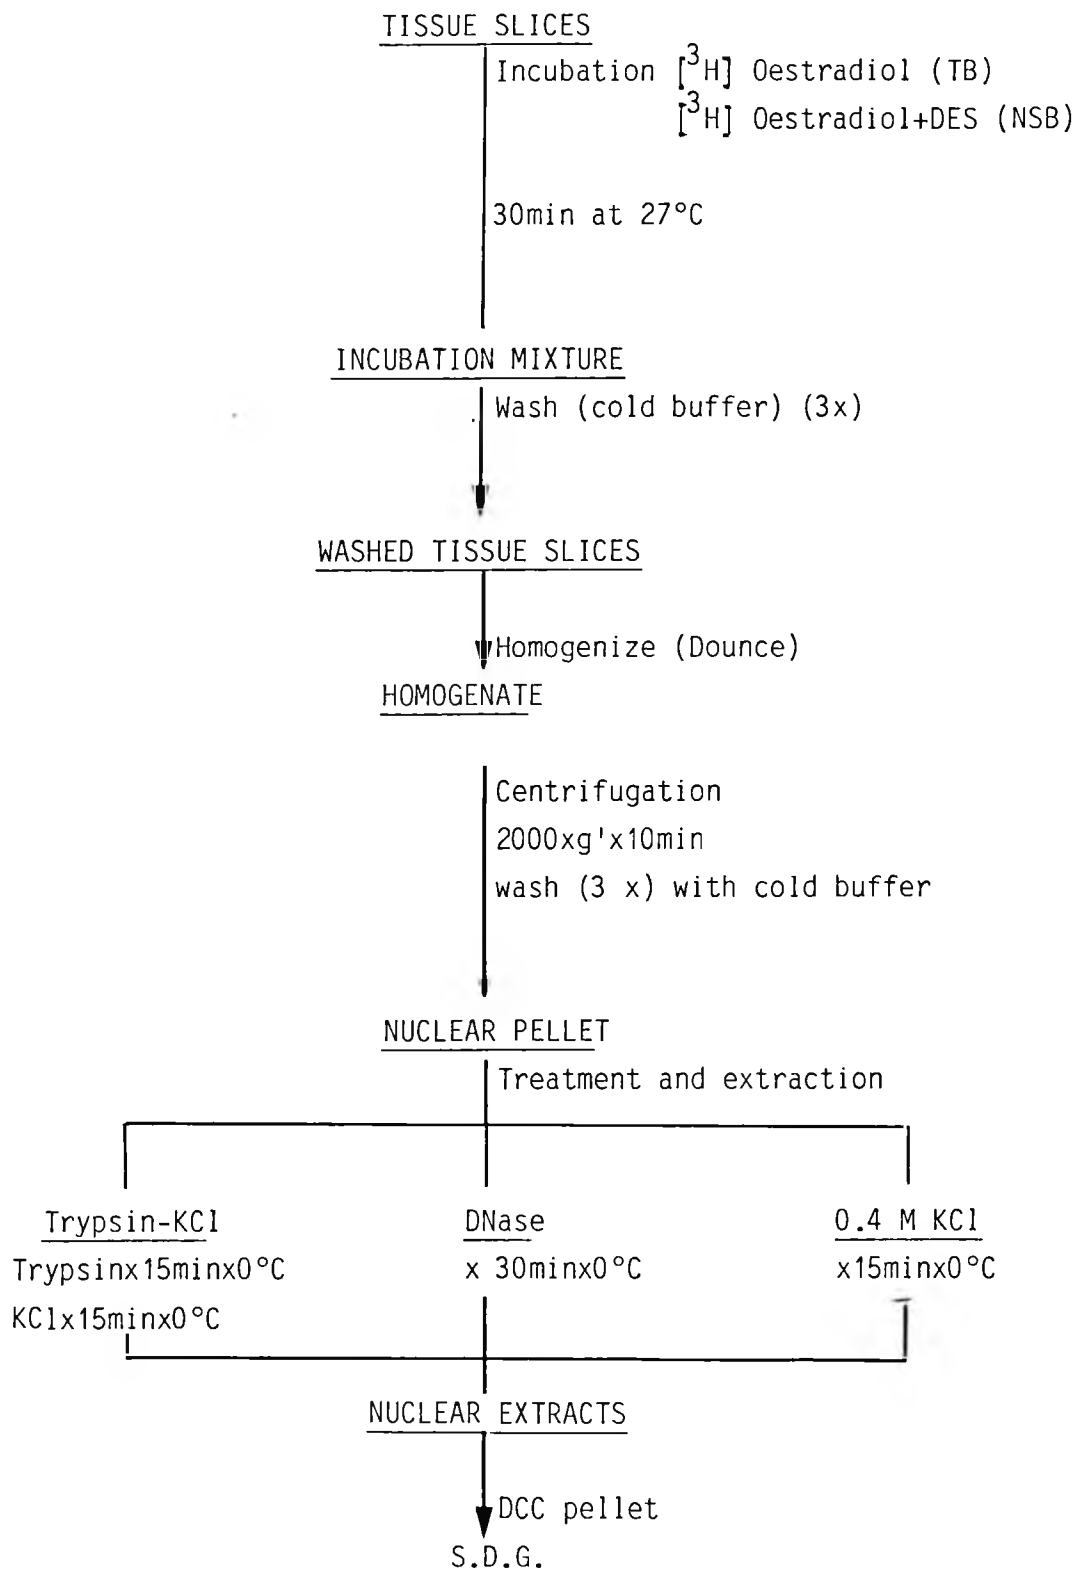 TISSUE SLICES
Incubation [³H] Oestradiol (TB)
[³H] Oestradiol+DES (NSB)
30min at 27°C
INCUBATION MIXTURE
Wash (cold buffer) (3x)
WASHED TISSUE SLICES
Homogenize (Dounce)
HOMOGENATE
Centrifugation
2000xg'x10min
wash (3 x) with cold buffer
NUCLEAR PELLET
Treatment and extraction
Trypsin-KCl DNase 0.4 M KCl
Trypsinx15minx0°C x 30minx0°C x15minx0°C
KClx15minx0°C
NUCLEAR EXTRACTS
DCC pellet
S.D.G.